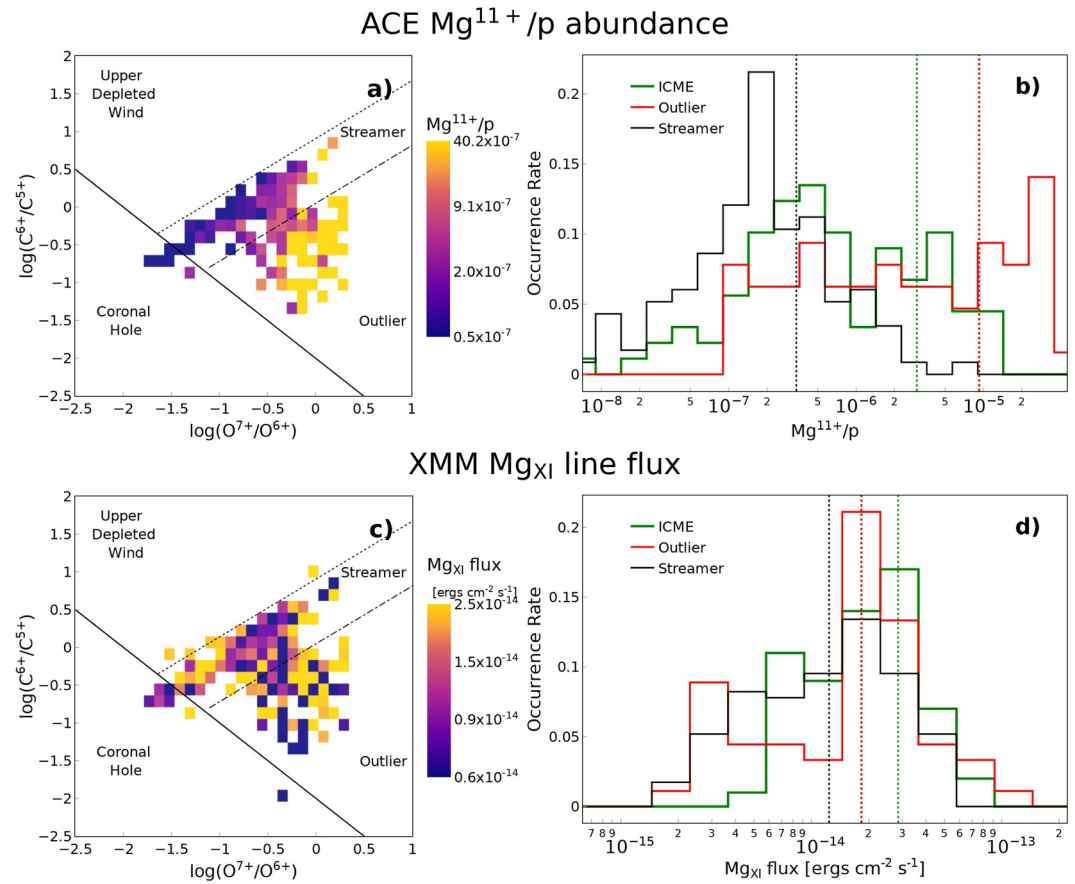 ACE Mg¹¹⁺/p abundance
a)
Upper
Depleted
Wind
Streamer
Coronal
Hole
Outlier
2
1.5
1
0.5
0
−0.5
−1
−1.5
−2
−2.5
log(C⁶⁺/C⁵⁺)
−2.5 −2 −1.5 −1 −0.5 0 0.5 1
log(O⁷⁺/O⁶⁺)
Mg¹¹⁺/p
40.2x10⁻⁷
9.1x10⁻⁷
2.0x10⁻⁷
0.5x10⁻⁷
b)
ICME
Outlier
Streamer
0.2
0.15
0.1
0.05
0
Occurrence Rate
10⁻⁸ 2 5 10⁻⁷ 2 5 10⁻⁶ 2 5 10⁻⁵ 2
Mg¹¹⁺/p
XMM Mg_XI line flux
c)
Upper
Depleted
Wind
Streamer
Coronal
Hole
Outlier
2
1.5
1
0.5
0
−0.5
−1
−1.5
−2
−2.5
log(C⁶⁺/C⁵⁺)
−2.5 −2 −1.5 −1 −0.5 0 0.5 1
log(O⁷⁺/O⁶⁺)
Mg_XI flux
[ergs cm⁻² s⁻¹]
2.5x10⁻¹⁴
1.5x10⁻¹⁴
0.9x10⁻¹⁴
0.6x10⁻¹⁴
d)
ICME
Outlier
Streamer
0.2
0.15
0.1
0.05
0
Occurrence Rate
7 8 9 10⁻¹⁵ 2 3 4 5 6 7 8 9 10⁻¹⁴ 2 3 4 5 6 7 8 9 10⁻¹³ 2
Mg_XI flux [ergs cm⁻² s⁻¹]